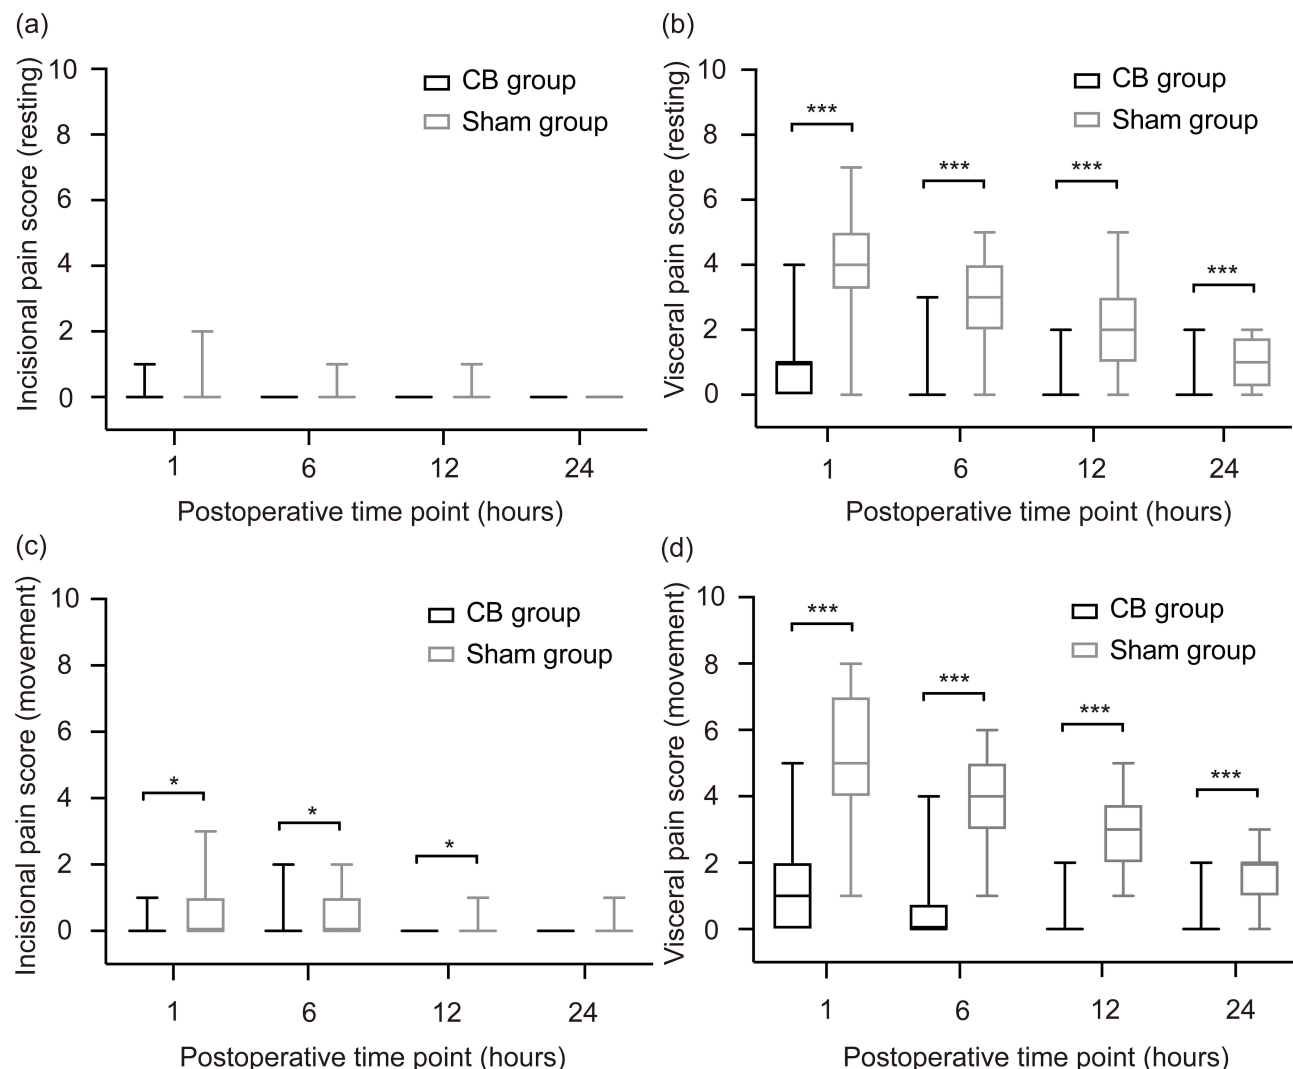 (a)
Incisional pain score (resting)
10
8
6
4
2
0
CB group
Sham group
1 6 12 24
Postoperative time point (hours)
(b)
Visceral pain score (resting)
10
8
6
4
2
0
CB group
Sham group
***
***
***
***
1 6 12 24
Postoperative time point (hours)
(c)
Incisional pain score (movement)
10
8
6
4
2
0
CB group
Sham group
*
*
*
1 6 12 24
Postoperative time point (hours)
(d)
Visceral pain score (movement)
10
8
6
4
2
0
CB group
Sham group
***
***
***
***
1 6 12 24
Postoperative time point (hours)